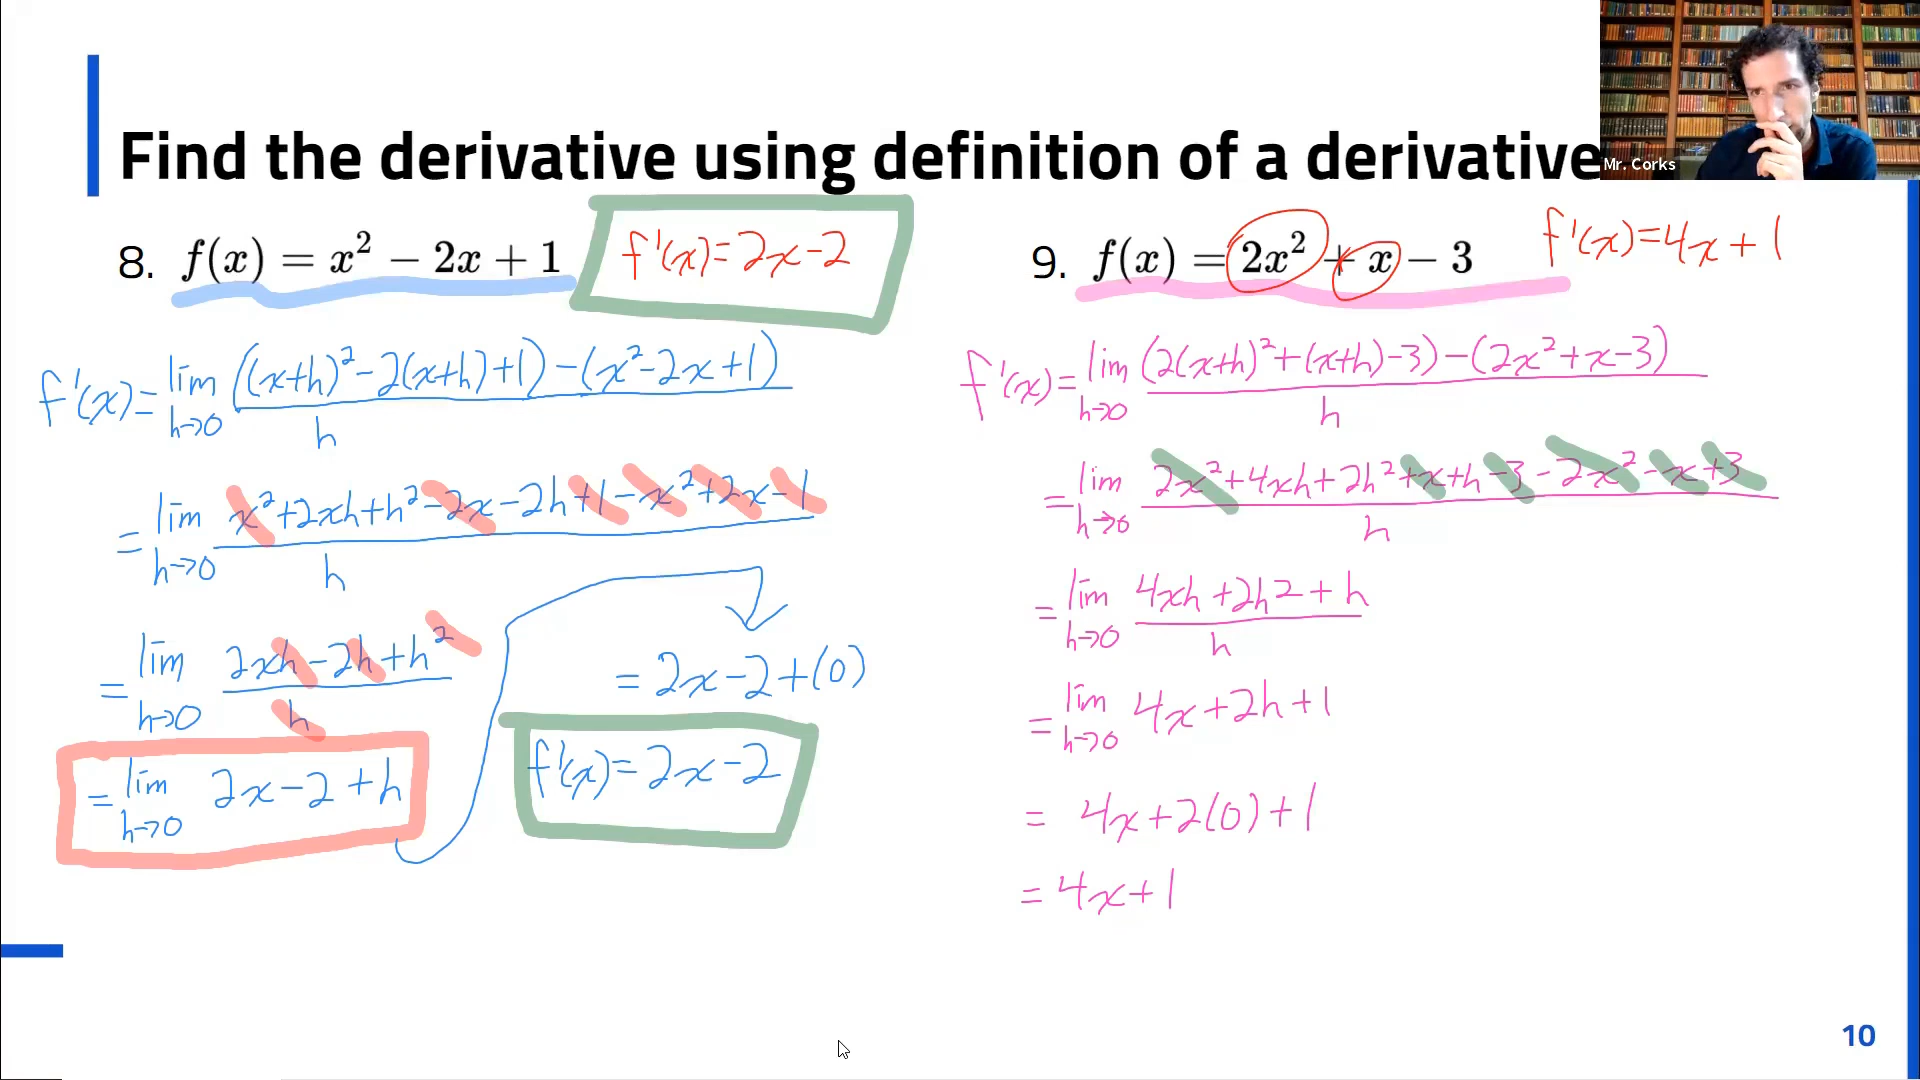 Find the derivative using definition of a derivative
Mr. Corks
8. f(x) = x² − 2x + 1
f'(x)=2x-2
f'(x)= lim h→0 ((x+h)²-2(x+h)+1)-(x²-2x+1) / h
= lim h→0 x²+2xh+h²-2x-2h+1-x²+2x-1 / h
= lim h→0 2xh-2h+h² / h
= lim h→0 2x-2+h
= 2x-2+(0)
f'(x)=2x-2
9. f(x) = 2x² + x − 3
f'(x)=4x+1
f'(x)= lim h→0 (2(x+h)²+(x+h)-3)-(2x²+x-3) / h
= lim h→0 2x²+4xh+2h²+x+h-3-2x²-x+3 / h
= lim h→0 4xh+2h2+h / h
= lim h→0 4x+2h+1
= 4x+2(0)+1
= 4x+1
10